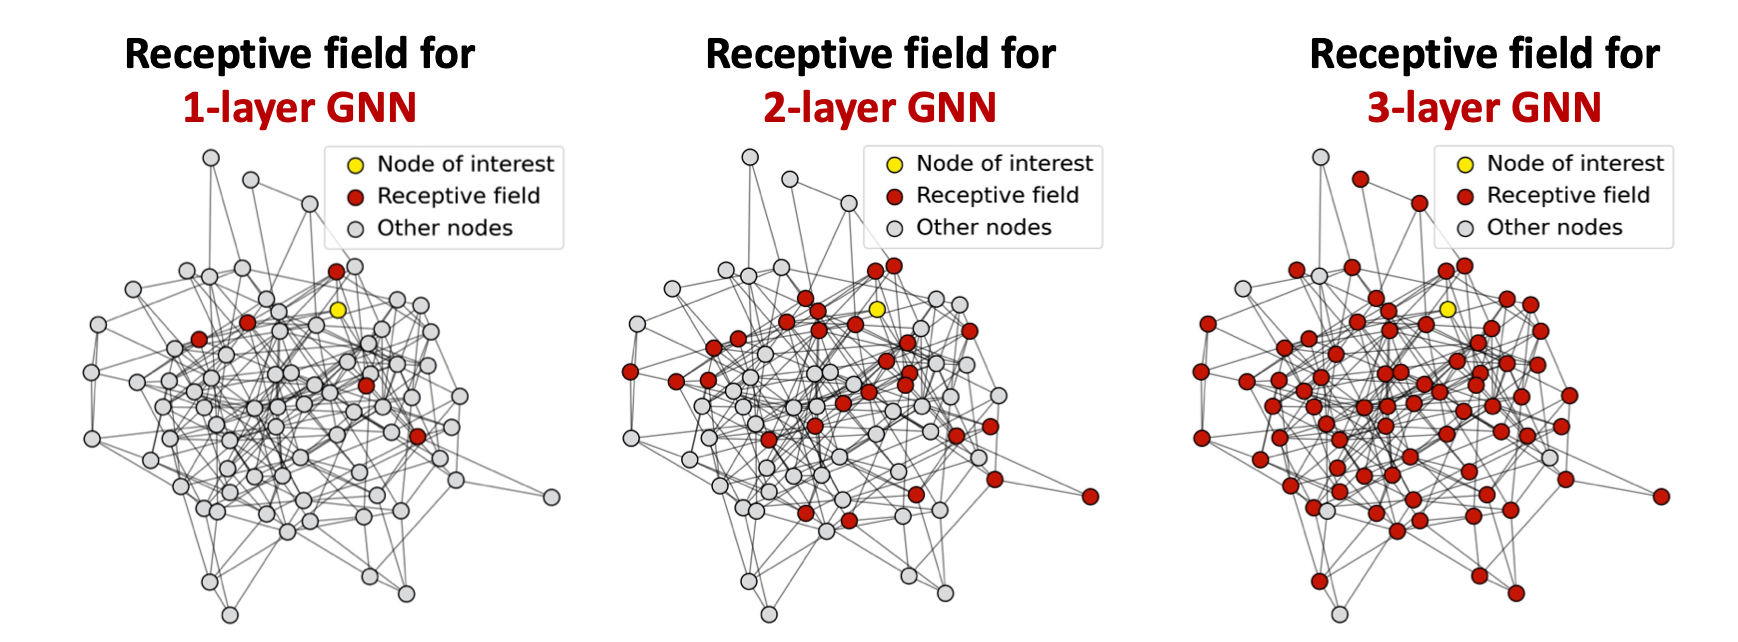 Receptive field for
1-layer GNN
Node of interest
Receptive field
Other nodes
Receptive field for
2-layer GNN
Node of interest
Receptive field
Other nodes
Receptive field for
3-layer GNN
Node of interest
Receptive field
Other nodes